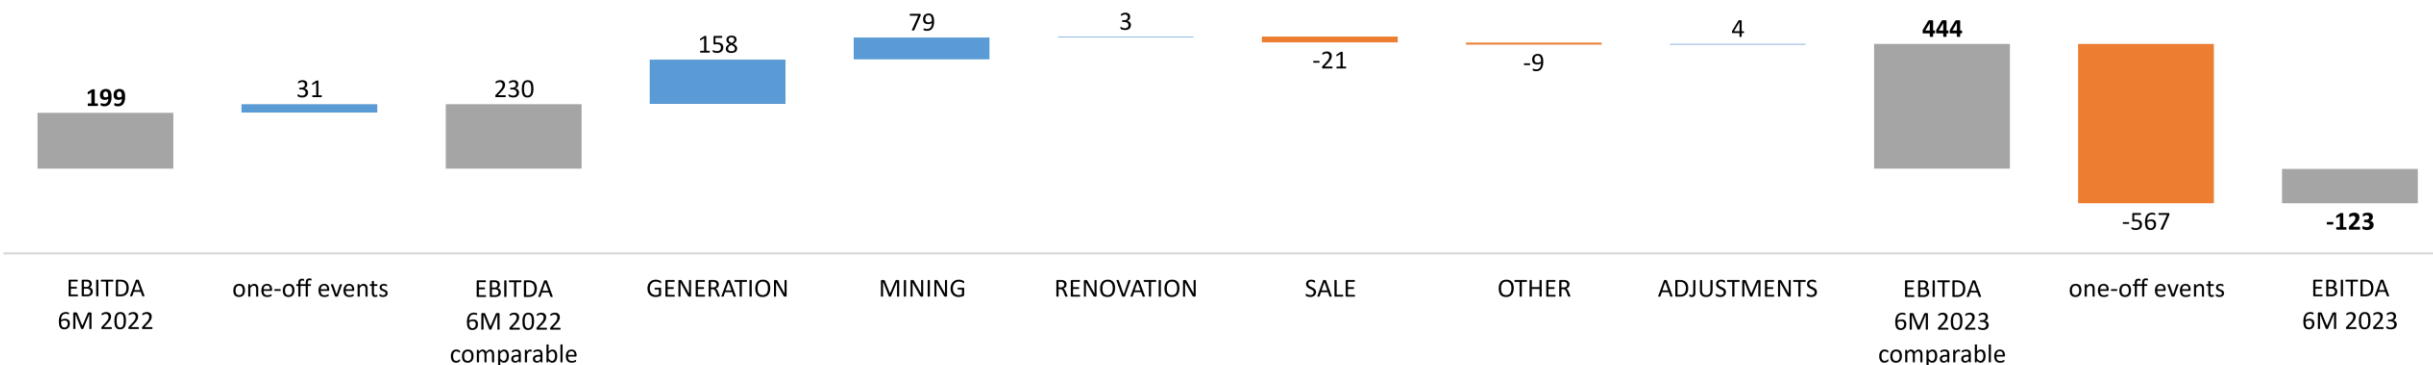 199
31
230
158
79
3
-21
-9
4
444
-567
-123
EBITDA
6M 2022
one-off events
EBITDA
6M 2022
comparable
GENERATION
MINING
RENOVATION
SALE
OTHER
ADJUSTMENTS
EBITDA
6M 2023
comparable
one-off events
EBITDA
6M 2023